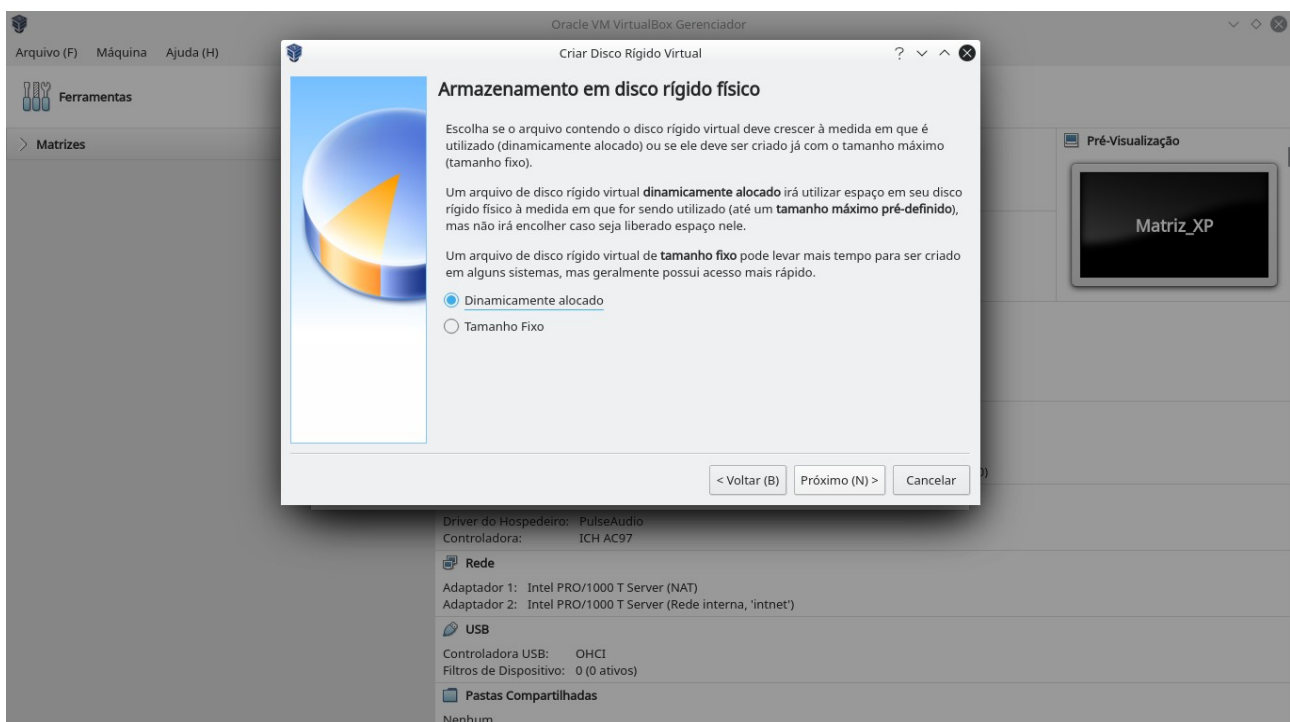 Oracle VM VirtualBox Gerenciador
Arquivo (F) Máquina Ajuda (H)
Criar Disco Rígido Virtual
?
Ferramentas
Matrizes
Armazenamento em disco rígido físico
Escolha se o arquivo contendo o disco rígido virtual deve crescer à medida em que é
utilizado (dinamicamente alocado) ou se ele deve ser criado já com o tamanho máximo
(tamanho fixo).
Um arquivo de disco rígido virtual dinamicamente alocado irá utilizar espaço em seu disco
rígido físico à medida em que for sendo utilizado (até um tamanho máximo pré-definido),
mas não irá encolher caso seja liberado espaço nele.
Um arquivo de disco rígido virtual de tamanho fixo pode levar mais tempo para ser criado
em alguns sistemas, mas geralmente possui acesso mais rápido.
Dinamicamente alocado
Tamanho Fixo
< Voltar (B) Próximo (N) > Cancelar
Pré-Visualização
Matriz_XP
Driver do Hospedeiro: PulseAudio
Controladora: ICH AC97
Rede
Adaptador 1: Intel PRO/1000 T Server (NAT)
Adaptador 2: Intel PRO/1000 T Server (Rede interna, 'intnet')
USB
Controladora USB: OHCI
Filtros de Dispositivo: 0 (0 ativos)
Pastas Compartilhadas
Nenhum